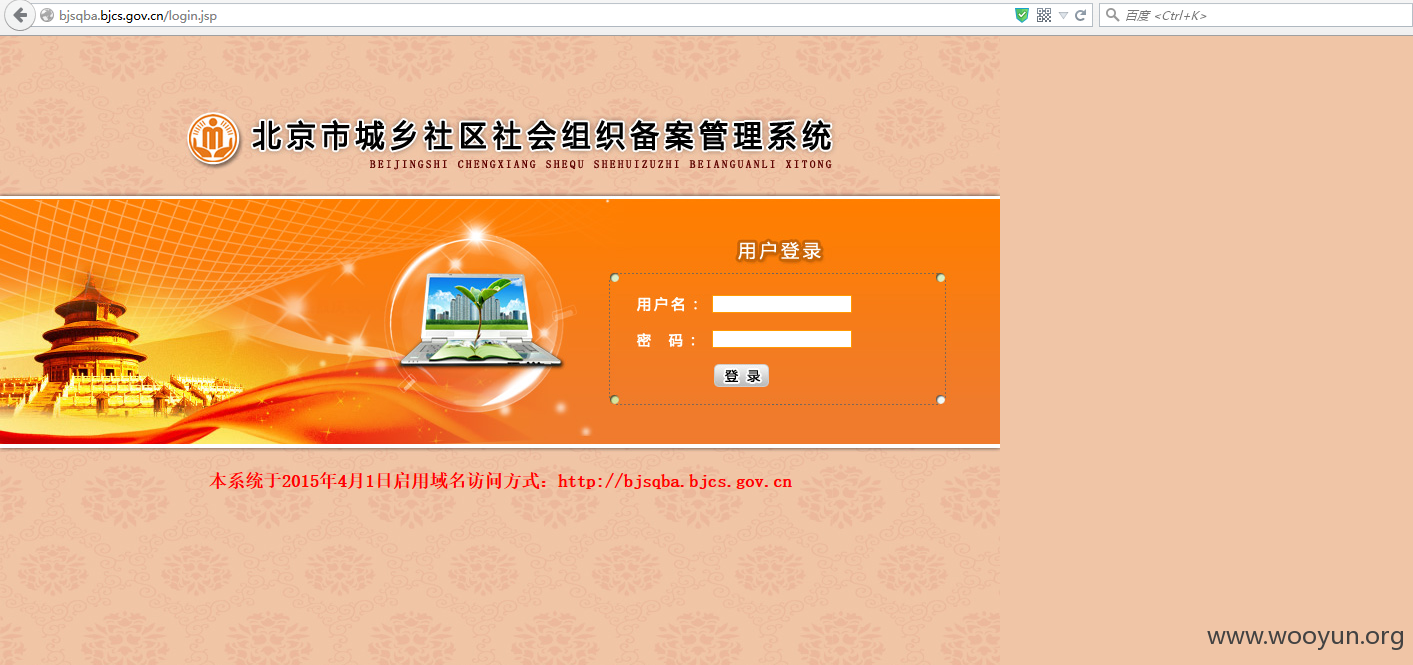 bjsqba.bjcs.gov.cn/login.jsp
百度 <Ctrl+K>
北京市城乡社区社会组织备案管理系统
BEIJINGSHI CHENGXIANG SHEQU SHEHUIZUZHI BEIANGUANLI XITONG
用户登录
用户名：
密 码：
登 录
本系统于2015年4月1日启用域名访问方式：http://bjsqba.bjcs.gov.cn
www.wooyun.org